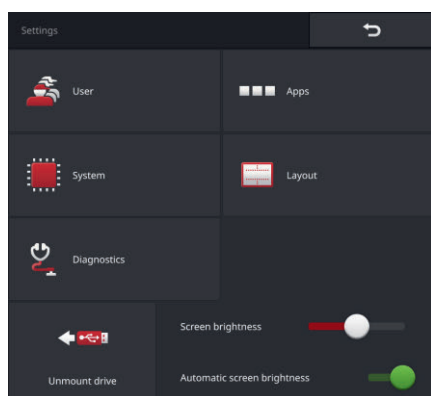 Settings
User
Apps
System
Layout
Diagnostics
Screen brightness
Unmount drive
Automatic screen brightness